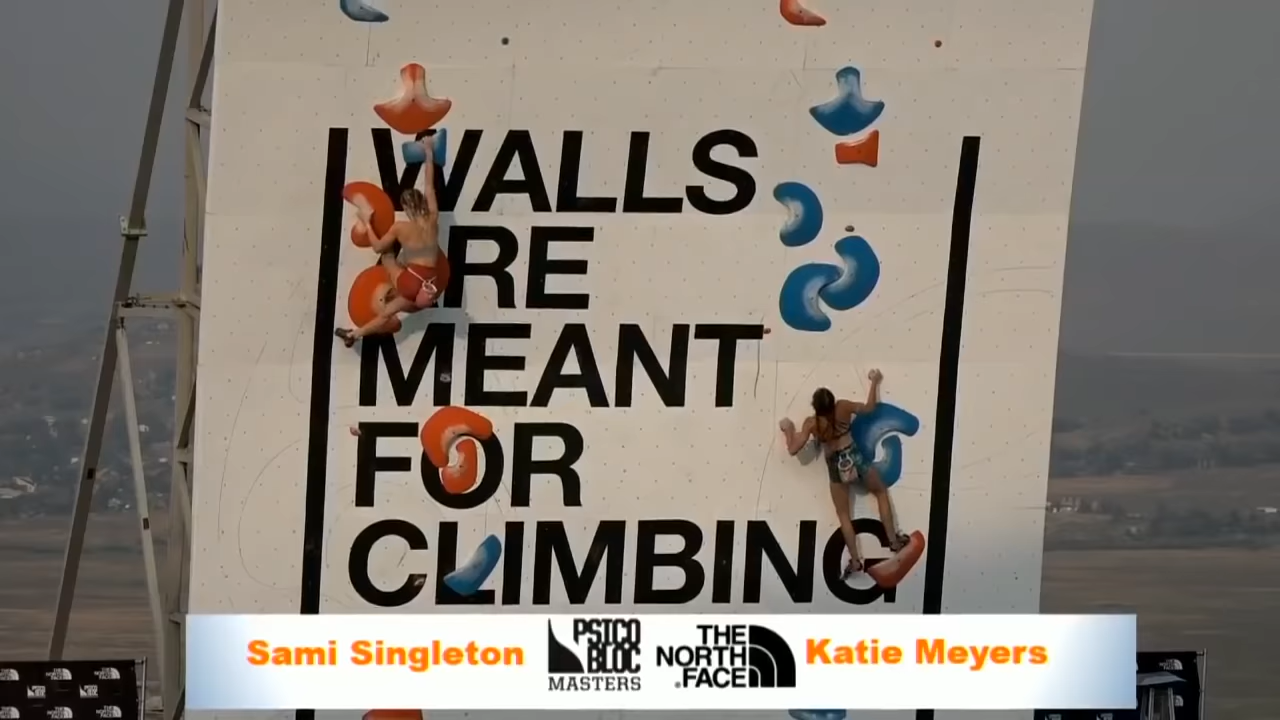 WALLS
ARE
MEANT
FOR
CLIMBING
Sami Singleton
PSICO
BLOC
MASTERS
THE
NORTH
FACE
Katie Meyers